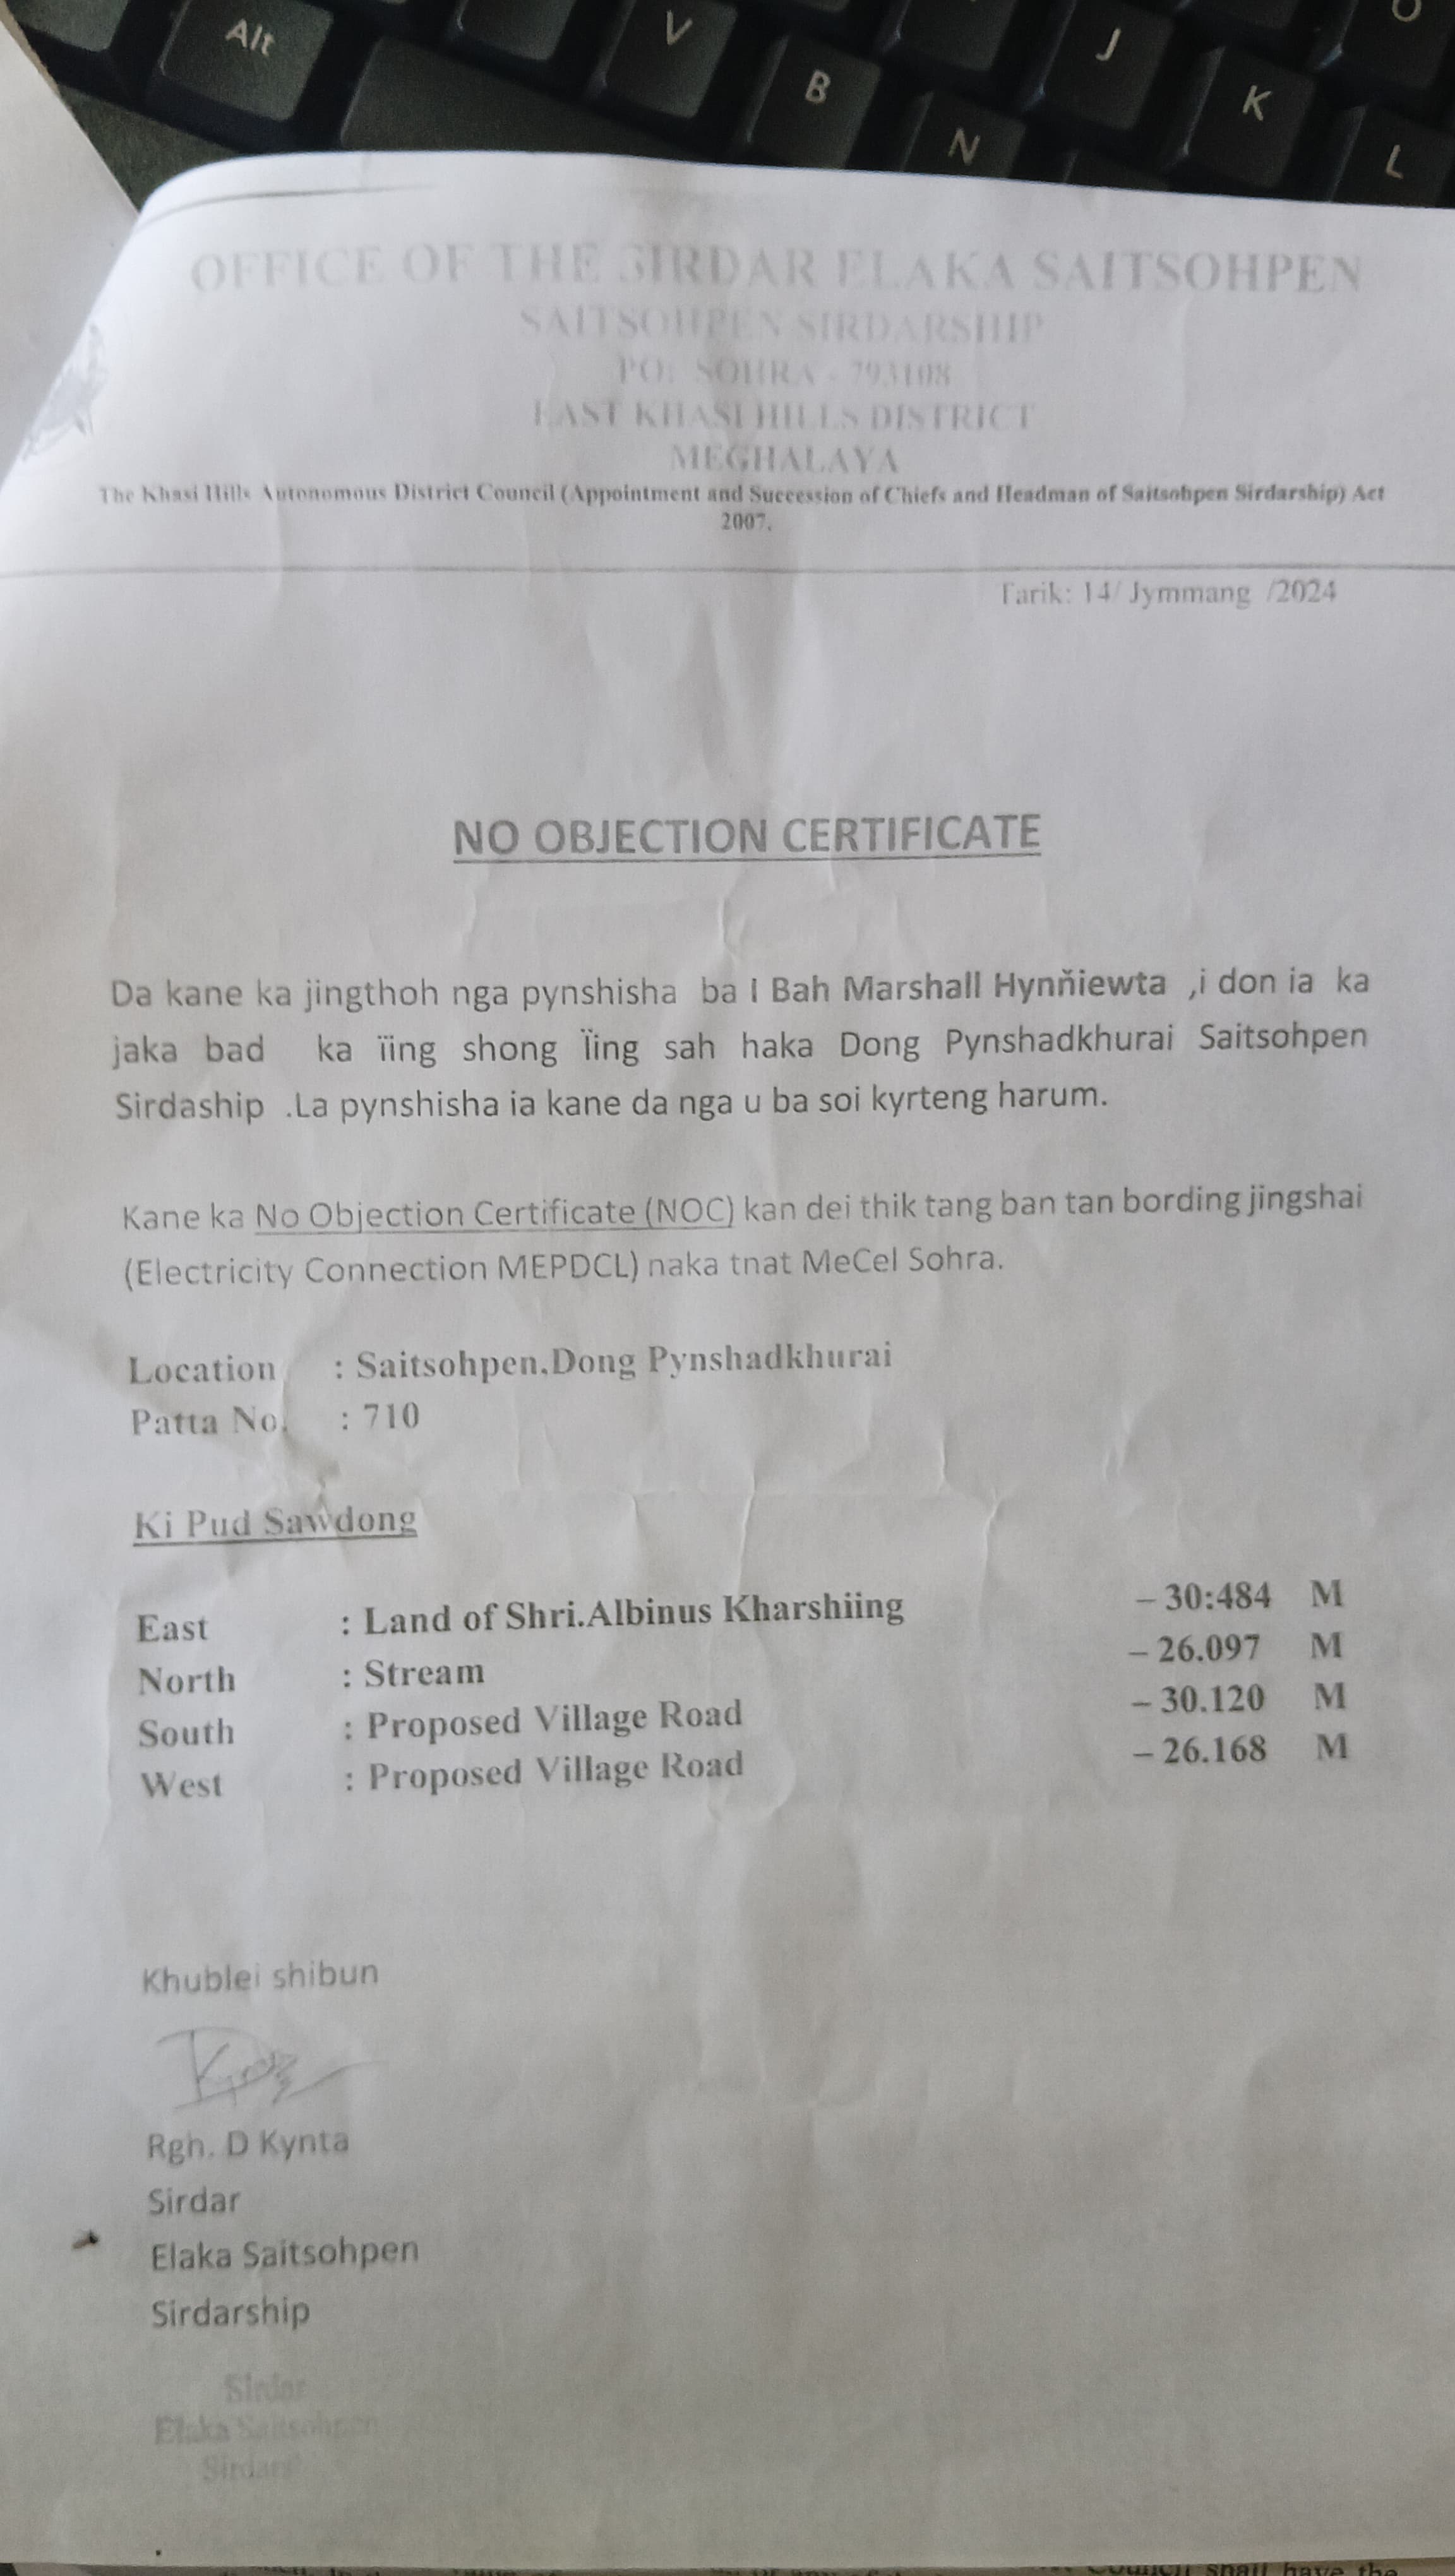 Alt
V
B
N
J
K
L
O
OFFICE OF THE SIRDAR ELAKA SAITSOHPEN
SAITSOHPEN SIRDARSHIP
PO: SOHRA - 793108
EAST KHASI HILLS DISTRICT
MEGHALAYA
The Khasi Hills Autonomous District Council (Appointment and Succession of Chiefs and Headman of Saitsohpen Sirdarship) Act
2007.
Tarik: 14/ Jymmang /2024
NO OBJECTION CERTIFICATE
Da kane ka jingthoh nga pynshisha ba I Bah Marshall Hynňiewta ,i don ia ka
jaka bad ka ïing shong Ïing sah haka Dong Pynshadkhurai Saitsohpen
Sirdaship .La pynshisha ia kane da nga u ba soi kyrteng harum.
Kane ka No Objection Certificate (NOC) kan dei thik tang ban tan bording jingshai
(Electricity Connection MEPDCL) naka tnat MeCel Sohra.
Location : Saitsohpen,Dong Pynshadkhurai
Patta No. : 710
Ki Pud Sawdong
East : Land of Shri.Albinus Kharshiing – 30:484 M
North : Stream – 26.097 M
South : Proposed Village Road – 30.120 M
West : Proposed Village Road – 26.168 M
Khublei shibun
Rgh. D Kynta
Sirdar
Elaka Saitsohpen
Sirdarship
Sirdar
Elaka Saitsohpen
Council shall have the